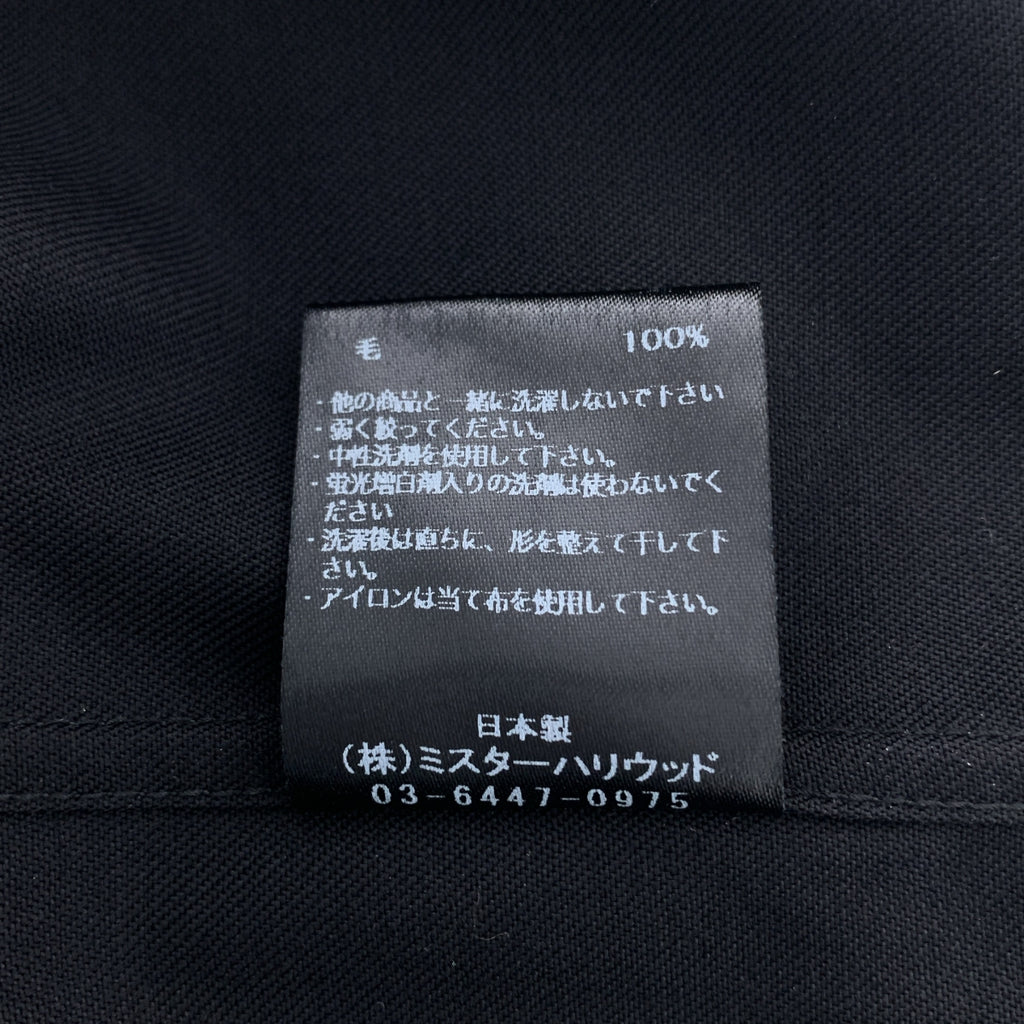 毛 100%
・他の商品と一緒に洗濯しないで下さい
・弱く絞ってください。
・中性洗剤を使用して下さい。
・蛍光増白剤入りの洗剤は使わないでく
ださい
・洗濯後は直ちに、形を整えて干して下
さい。
・アイロンは当て布を使用して下さい。
日本製
(株)ミスターハリウッド
03-6447-0975